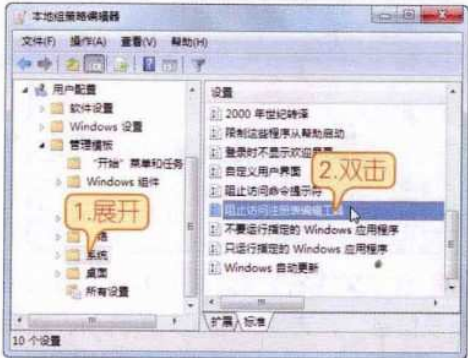 本地组策略编辑器
文件(F) 操作(A) 查看(V) 帮助(H)
用户配置
软件设置
Windows 设置
管理模板
"开始" 菜单和任务
Windows 组件
1.展开
络
系统
桌面
所有设置
设置
2000 年世纪转译
限制这些程序从帮助启动
登录时不显示欢迎
自定义用户界面
2.双击
阻止访问命令提示符
阻止访问注册表编辑工
不要运行指定的 Windows 应用程序
只运行指定的 Windows 应用程序
Windows 自动更新
扩展 标准
10 个设置